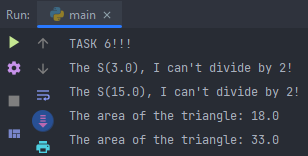 Run: main ×
TASK 6!!!
The S(3.0), I can't divide by 2!
The S(15.0), I can't divide by 2!
The area of the triangle: 18.0
The area of the triangle: 33.0